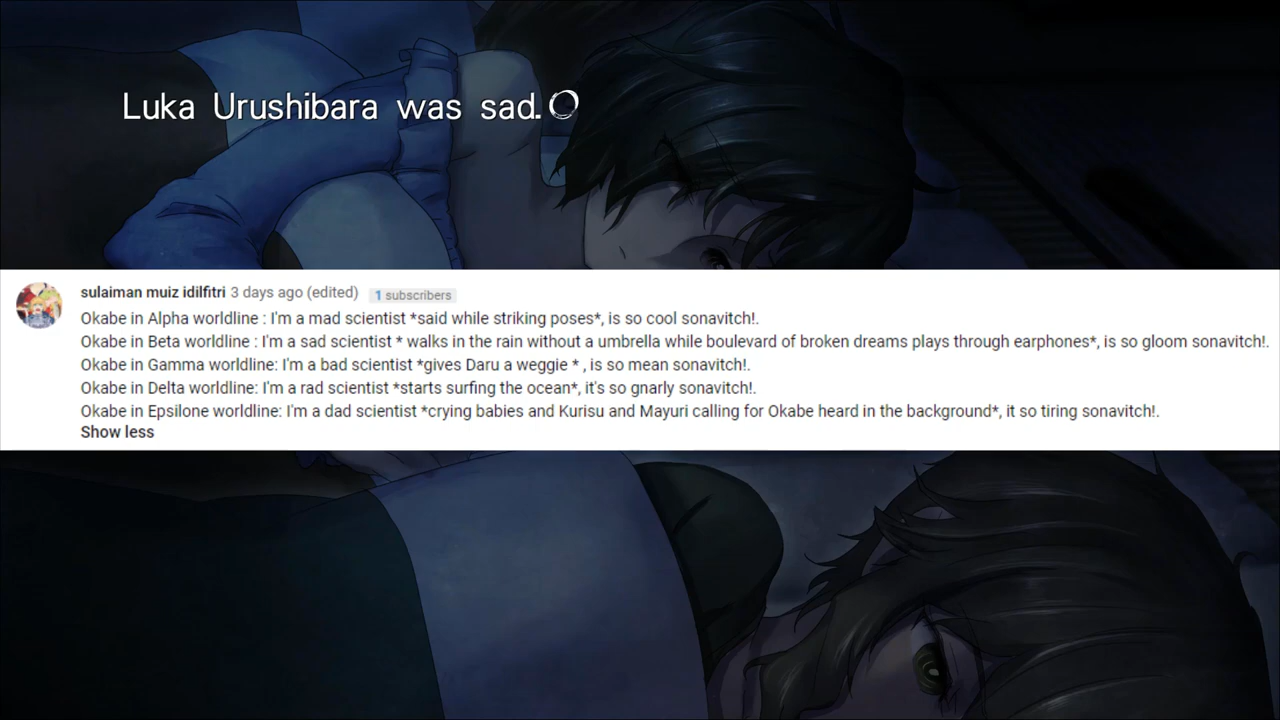 Luka Urushibara was sad.
sulaiman muiz idilfitri 3 days ago (edited) 1 subscribers
Okabe in Alpha worldline : I'm a mad scientist *said while striking poses*, is so cool sonavitch!.
Okabe in Beta worldline : I'm a sad scientist * walks in the rain without a umbrella while boulevard of broken dreams plays through earphones*, is so gloom sonavitch!.
Okabe in Gamma worldline: I'm a bad scientist *gives Daru a weggie * , is so mean sonavitch!.
Okabe in Delta worldline: I'm a rad scientist *starts surfing the ocean*, it's so gnarly sonavitch!.
Okabe in Epsilone worldline: I'm a dad scientist *crying babies and Kurisu and Mayuri calling for Okabe heard in the background*, it so tiring sonavitch!.
Show less